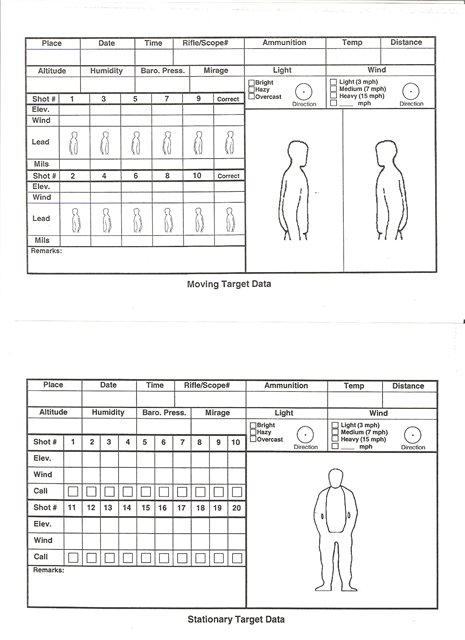 Place Date Time Rifle/Scope# Ammunition Temp Distance
Altitude Humidity Baro. Press. Mirage Light Wind
Bright
Hazy
Overcast
Direction
Light (3 mph)
Medium (7 mph)
Heavy (15 mph)
____ mph
Direction
Shot # 1 3 5 7 9 Correct
Elev.
Wind
Lead
Mils
Shot # 2 4 6 8 10 Correct
Elev.
Wind
Lead
Mils
Remarks:
Moving Target Data
Place Date Time Rifle/Scope# Ammunition Temp Distance
Altitude Humidity Baro. Press. Mirage Light Wind
Bright
Hazy
Overcast
Direction
Light (3 mph)
Medium (7 mph)
Heavy (15 mph)
____ mph
Direction
Shot # 1 2 3 4 5 6 7 8 9 10
Elev.
Wind
Call
Shot # 11 12 13 14 15 16 17 18 19 20
Elev.
Wind
Call
Remarks:
Stationary Target Data